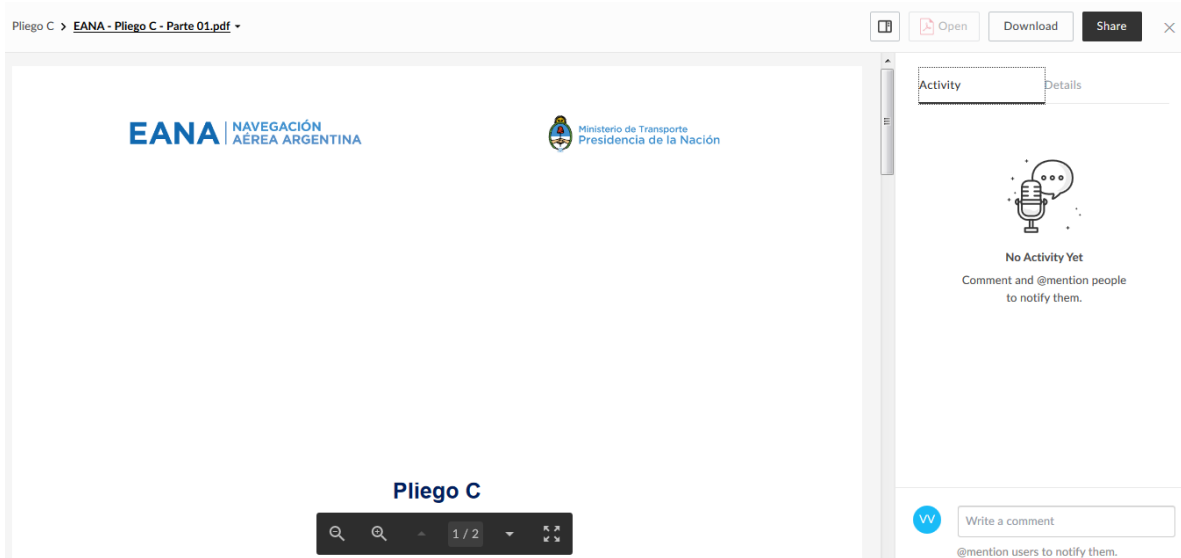 Pliego C > EANA - Pliego C - Parte 01.pdf
Open
Download
Share
Activity
Details
EANA NAVEGACIÓN
AÉREA ARGENTINA
Ministerio de Transporte
Presidencia de la Nación
No Activity Yet
Comment and @mention people
to notify them.
Pliego C
1 / 2
VV
Write a comment
@mention users to notify them.